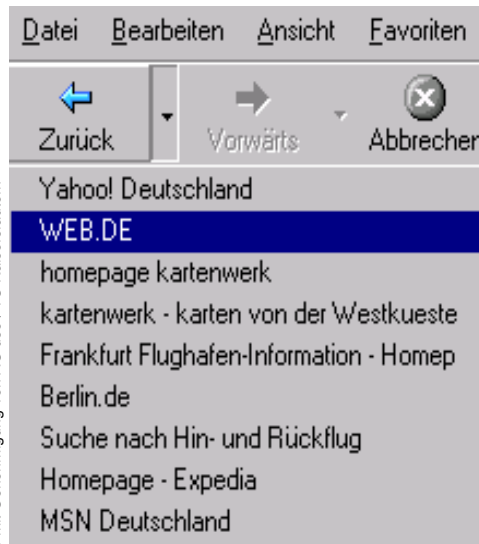 Datei Bearbeiten Ansicht Favoriten
Zurück Vorwärts Abbrechen
Yahoo! Deutschland
WEB.DE
homepage kartenwerk
kartenwerk - karten von der Westkueste
Frankfurt Flughafen-Information - Homep
Berlin.de
Suche nach Hin- und Rückflug
Homepage - Expedia
MSN Deutschland